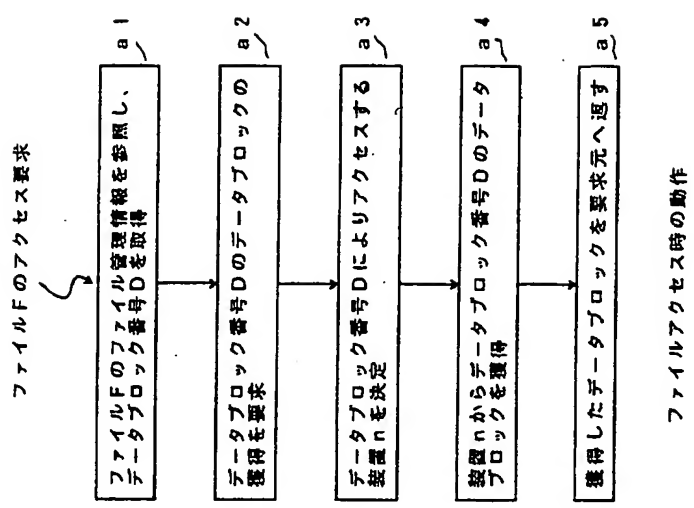 ファイルFのアクセス要求
a1
ファイルFのファイル管理情報を参照し、
データブロック番号Dを取得
a2
データブロック番号Dのデータブロックの
獲得を要求
a3
データブロック番号Dによりアクセスする
装置nを決定
a4
装置nからデータブロック番号Dのデータ
ブロックを獲得
a5
獲得したデータブロックを要求元へ返す
ファイルアクセス時の動作